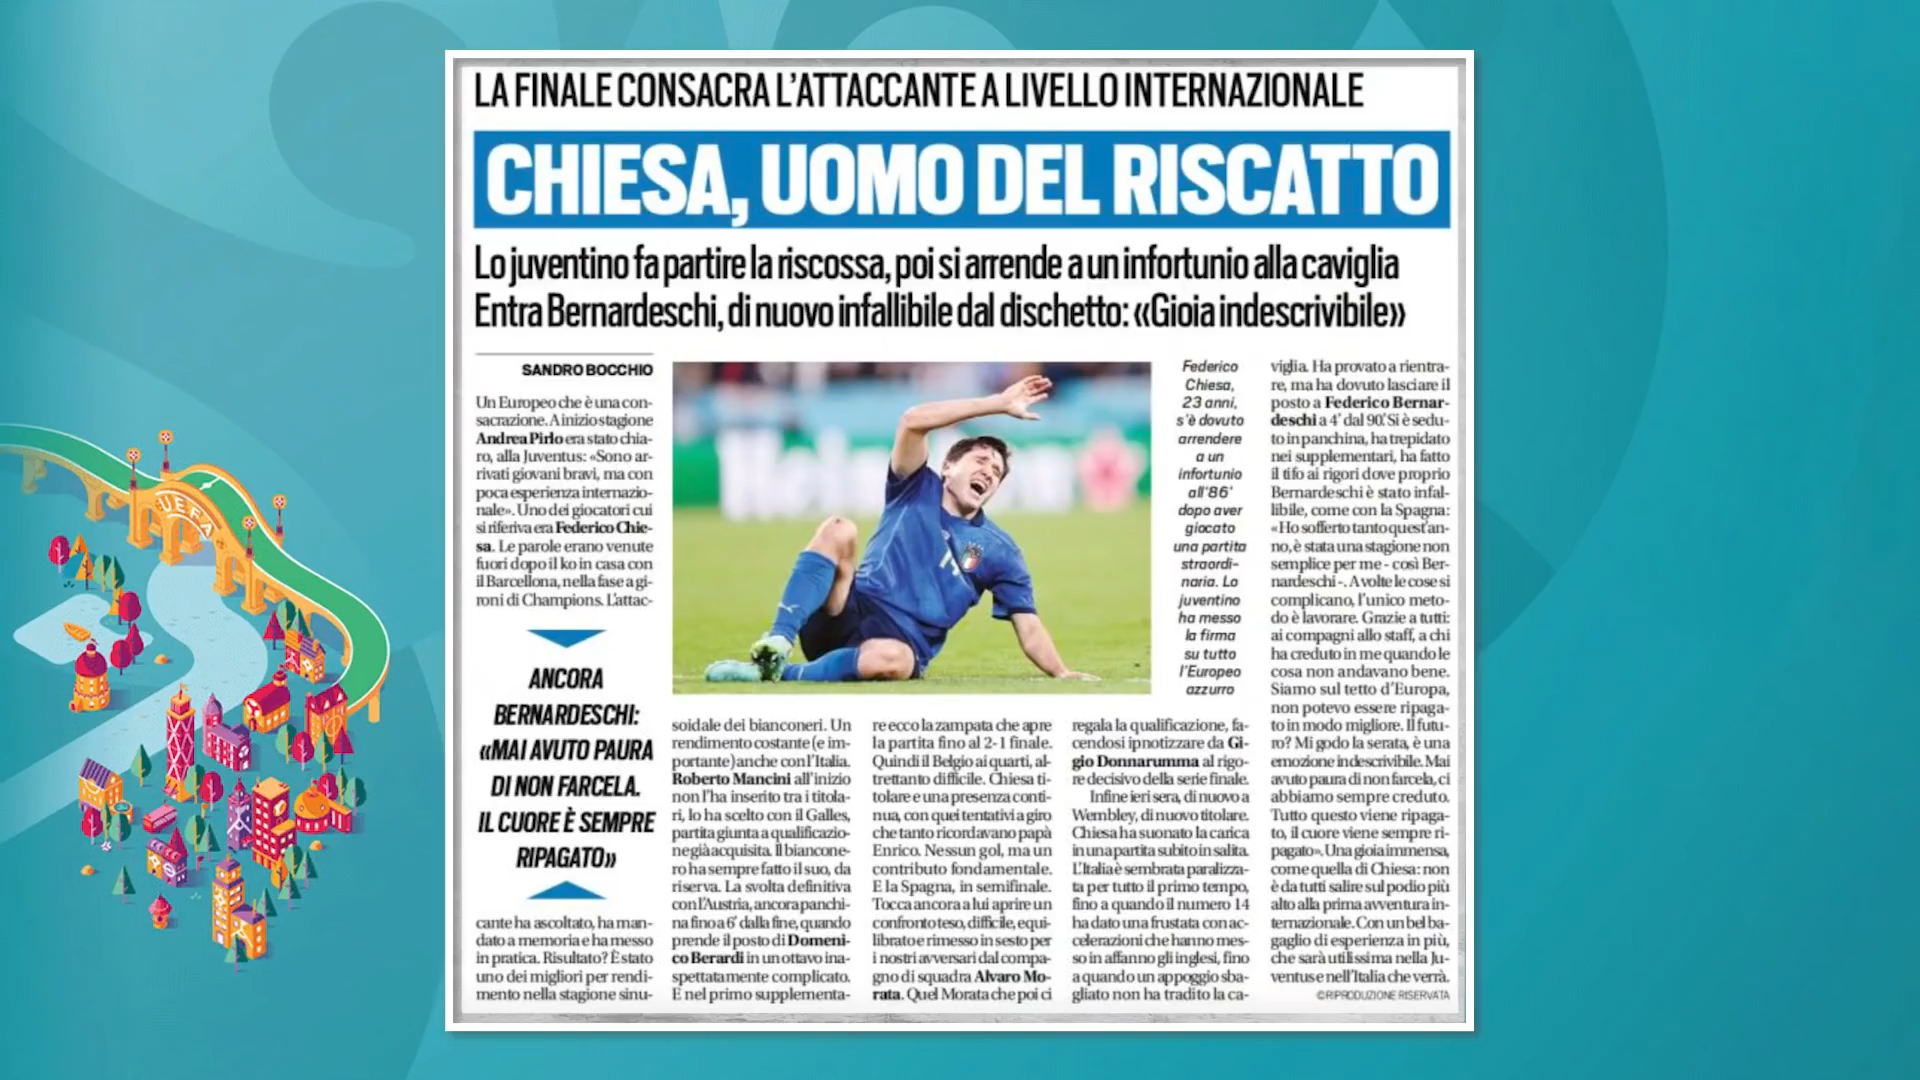 LA FINALE CONSACRA L'ATTACCANTE A LIVELLO INTERNAZIONALE
CHIESA, UOMO DEL RISCATTO
Lo juventino fa partire la riscossa, poi si arrende a un infortunio alla caviglia
Entra Bernardeschi, di nuovo infallibile dal dischetto: «Gioia indescrivibile»
SANDRO BOCCHIO
Un Europeo che è una con-
sacrazione. A inizio stagione
Andrea Pirlo era stato chia-
ro, alla Juventus: «Sono ar-
rivati giovani bravi, ma con
poca esperienza internazio-
nale». Uno dei giocatori cui
si riferiva era Federico Chie-
sa. Le parole erano venute
fuori dopo il ko in casa con
il Barcellona, nella fase a gi-
roni di Champions. L'attac-
ANCORA
BERNARDESCHI:
«MAI AVUTO PAURA
DI NON FARCELA.
IL CUORE È SEMPRE
RIPAGATO»
cante ha ascoltato, ha man-
dato a memoria e ha messo
in pratica. Risultato? È stato
uno dei migliori per rendi-
mento nella stagione sinu-
soidale dei bianconeri. Un
rendimento costante (e im-
portante) anche con l'Italia.
Roberto Mancini all'inizio
non l'ha inserito tra i titola-
ri, lo ha scelto con il Galles,
partita giunta a qualificazio-
ne già acquisita. Il biancone-
ro ha sempre fatto il suo, da
riserva. La svolta definitiva
con l'Austria, ancora panchi-
na fino a 6' dalla fine, quando
prende il posto di Domeni-
co Berardi in un ottavo ina-
spettatamente complicato.
E nel primo supplementa-
re ecco la zampata che apre
la partita fino al 2-1 finale.
Quindi il Belgio ai quarti, al-
trettanto difficile. Chiesa ti-
tolare e una presenza conti-
nua, con quei tentativi a giro
che tanto ricordavano papà
Enrico. Nessun gol, ma un
contributo fondamentale.
E la Spagna, in semifinale.
Tocca ancora a lui aprire un
confronto teso, difficile, equi-
librato e rimesso in sesto per
i nostri avversari dal compa-
gno di squadra Alvaro Mo-
rata. Quel Morata che poi ci
regala la qualificazione, fa-
cendosi ipnotizzare da Gi-
gio Donnarumma al rigo-
re decisivo della serie finale.
Infine ieri sera, di nuovo a
Wembley, di nuovo titolare.
Chiesa ha suonato la carica
in una partita subito in salita.
L'Italia è sembrata paralizza-
ta per tutto il primo tempo,
fino a quando il numero 14
ha dato una frustata con ac-
celerazioni che hanno mes-
so in affanno gli inglesi, fino
a quando un appoggio sba-
gliato non ha tradito la ca-
Federico
Chiesa,
23 anni,
s'è dovuto
arrendere
a un
infortunio
all'86'
dopo aver
giocato
una partita
straordi-
naria. Lo
juventino
ha messo
la firma
su tutto
l'Europeo
azzurro
viglia. Ha provato a rientra-
re, ma ha dovuto lasciare il
posto a Federico Bernar-
deschi a 4' dal 90'. Si è sedu-
to in panchina, ha trepidato
nei supplementari, ha fatto
il tifo ai rigori dove proprio
Bernardeschi è stato infal-
libile, come con la Spagna:
«Ho sofferto tanto quest'an-
no, è stata una stagione non
semplice per me - così Ber-
nardeschi -. A volte le cose si
complicano, l'unico meto-
do è lavorare. Grazie a tutti:
ai compagni allo staff, a chi
ha creduto in me quando le
cose non andavano bene.
Siamo sul tetto d'Europa,
non potevo essere ripaga-
to in modo migliore. Il futu-
ro? Mi godo la serata, è una
emozione indescrivibile. Mai
avuto paura di non farcela, ci
abbiamo sempre creduto.
Tutto questo viene ripaga-
to, il cuore viene sempre ri-
pagato». Una gioia immensa,
come quella di Chiesa: non
è da tutti salire sul podio più
alto alla prima avventura in-
ternazionale. Con un bel ba-
gaglio di esperienza in più,
che sarà utilissima nella Ju-
ventus e nell'Italia che verrà.
©RIPRODUZIONE RISERVATA
UEFA